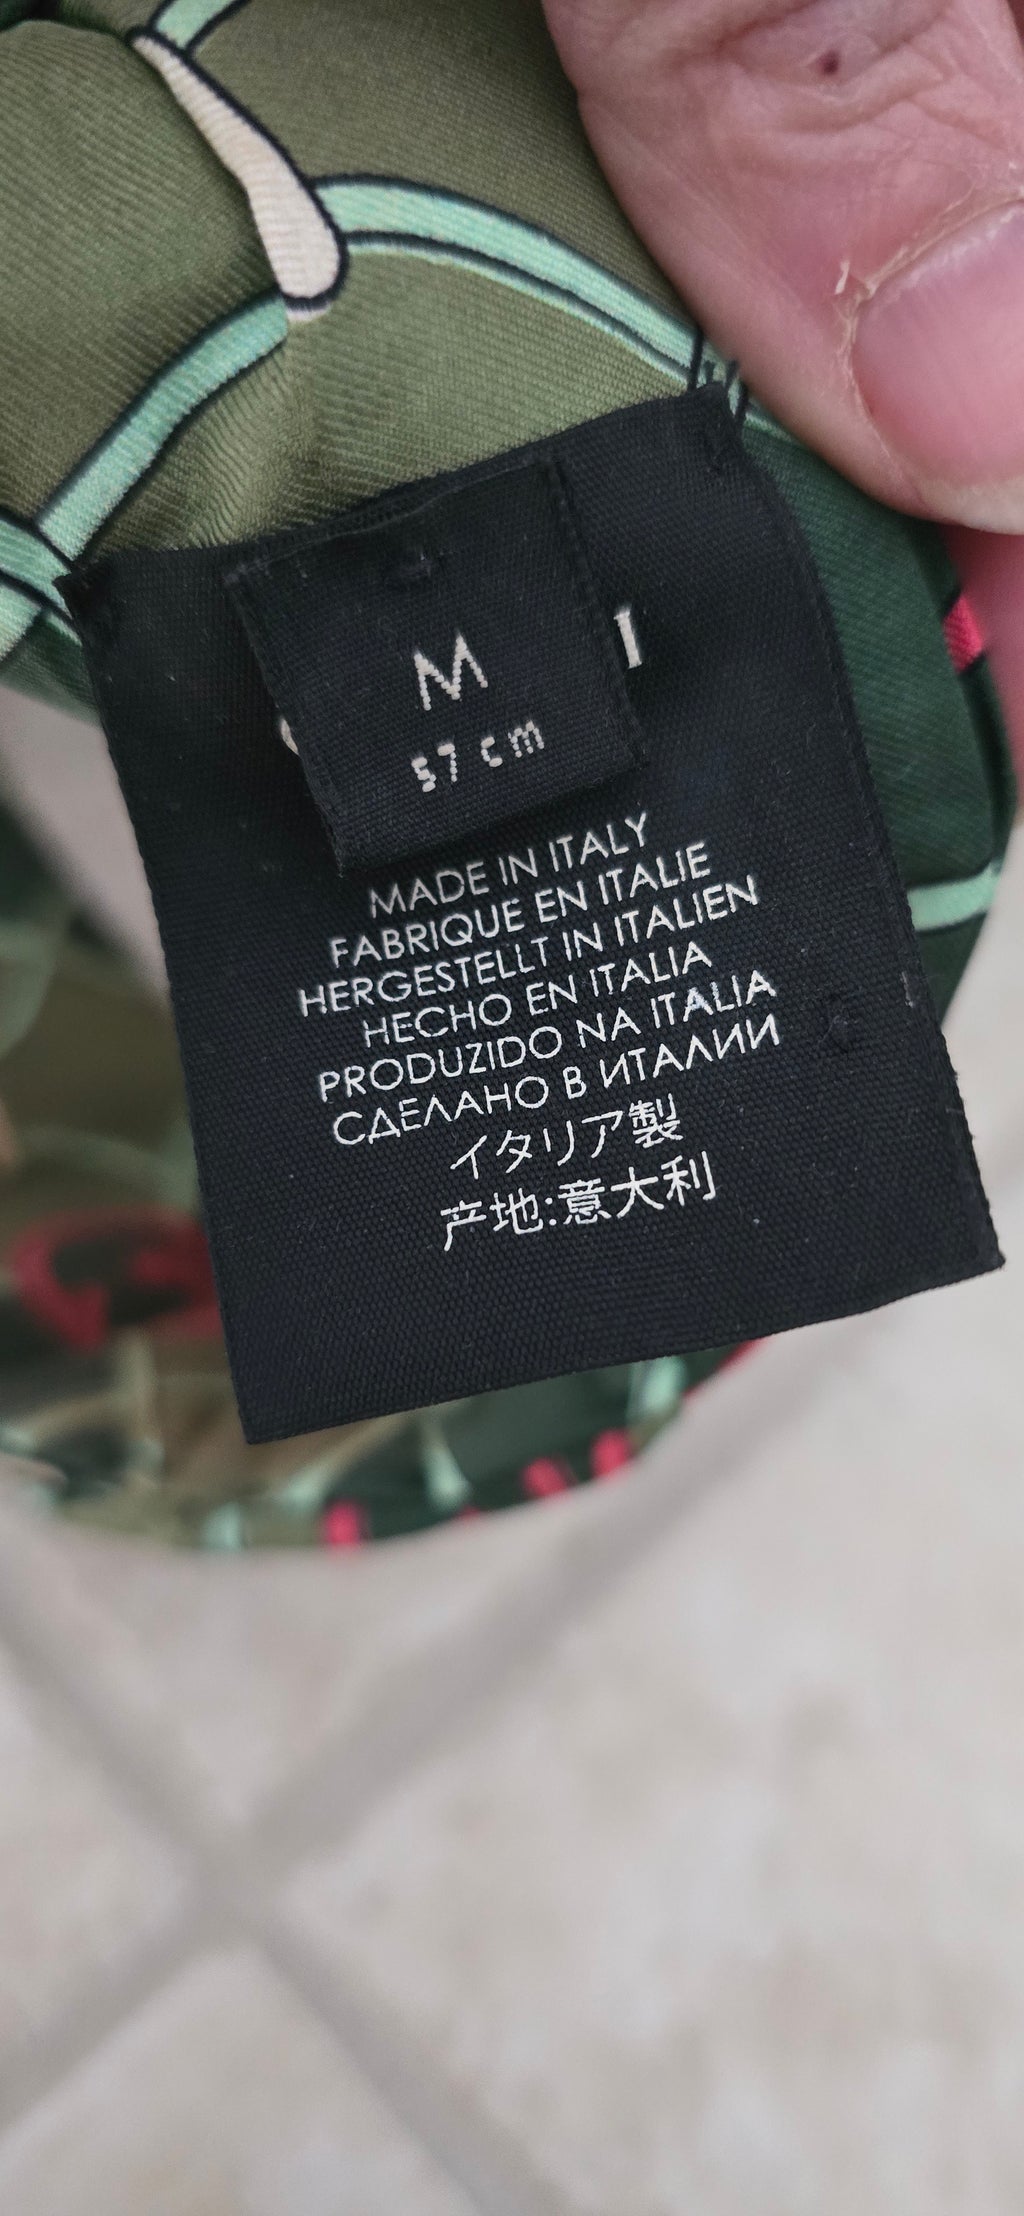 M
57 cm
MADE IN ITALY
FABRIQUE EN ITALIE
HERGESTELLT IN ITALIEN
HECHO EN ITALIA
PRODUZIDO NA ITALIA
СДЕЛАНО В ИТАЛИИ
イタリア製
产地:意大利